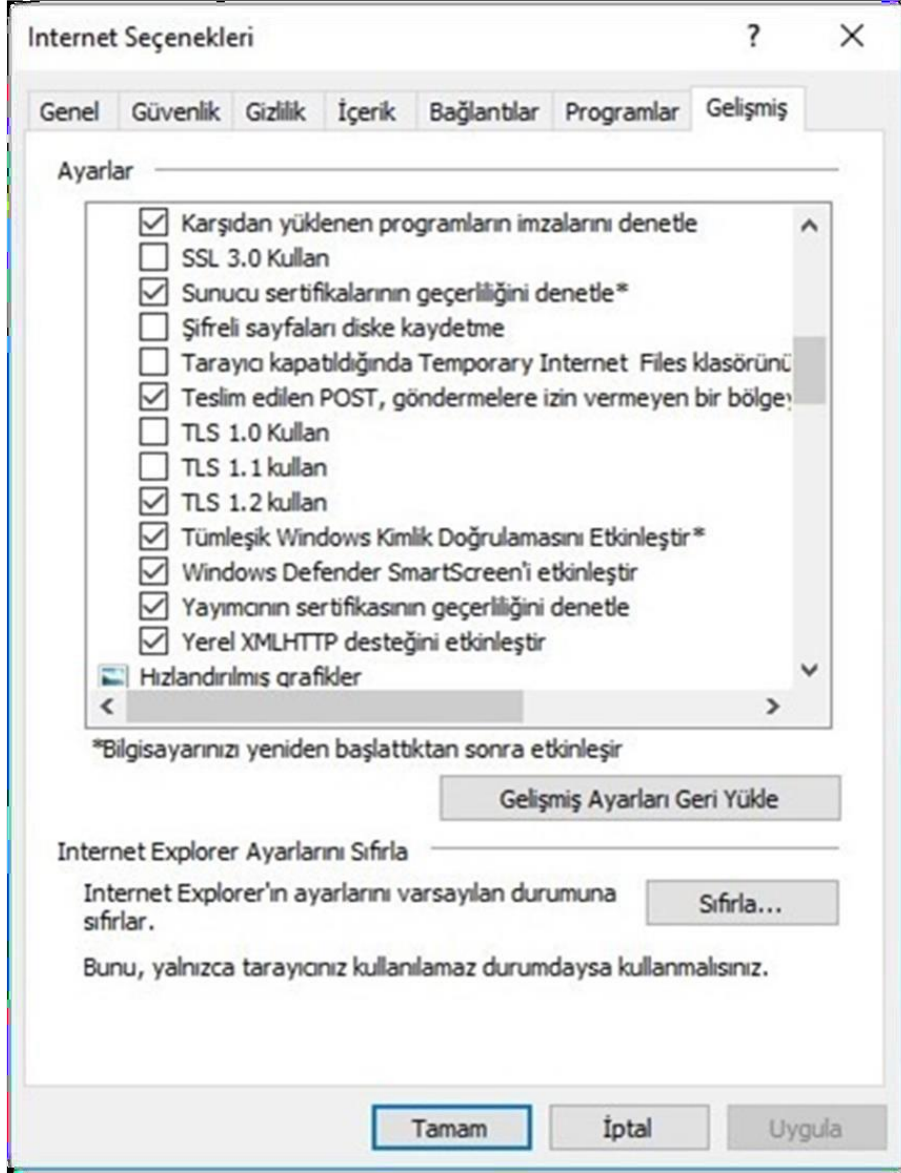 Internet Seçenekleri
Genel Güvenlik Gizlilik İçerik Bağlantılar Programlar Gelişmiş
Ayarlar
Karşıdan yüklenen programların imzalarını denetle
SSL 3.0 Kullan
Sunucu sertifikalarının geçerliliğini denetle*
Şifreli sayfaları diske kaydetme
Tarayıcı kapatıldığında Temporary Internet Files klasörünü
Teslim edilen POST, göndermelere izin vermeyen bir bölgey
TLS 1.0 Kullan
TLS 1.1 kullan
TLS 1.2 kullan
Tümleşik Windows Kimlik Doğrulamasını Etkinleştir*
Windows Defender SmartScreen'i etkinleştir
Yayımcının sertifikasının geçerliliğini denetle
Yerel XMLHTTP desteğini etkinleştir
Hızlandırılmış grafikler
*Bilgisayarınızı yeniden başlattıktan sonra etkinleşir
Gelişmiş Ayarları Geri Yükle
Internet Explorer Ayarlarını Sıfırla
Internet Explorer'ın ayarlarını varsayılan durumuna
sıfırlar.
Sıfırla...
Bunu, yalnızca tarayıcınız kullanılamaz durumdaysa kullanmalısınız.
Tamam İptal Uygula